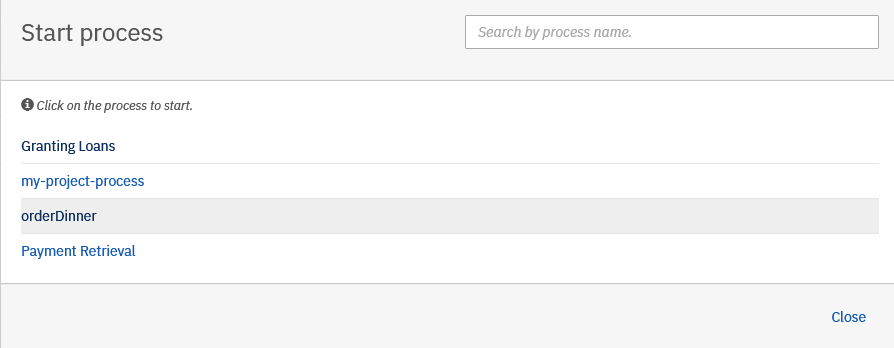 Start process
Search by process name.
Click on the process to start.
Granting Loans
my-project-process
orderDinner
Payment Retrieval
Close